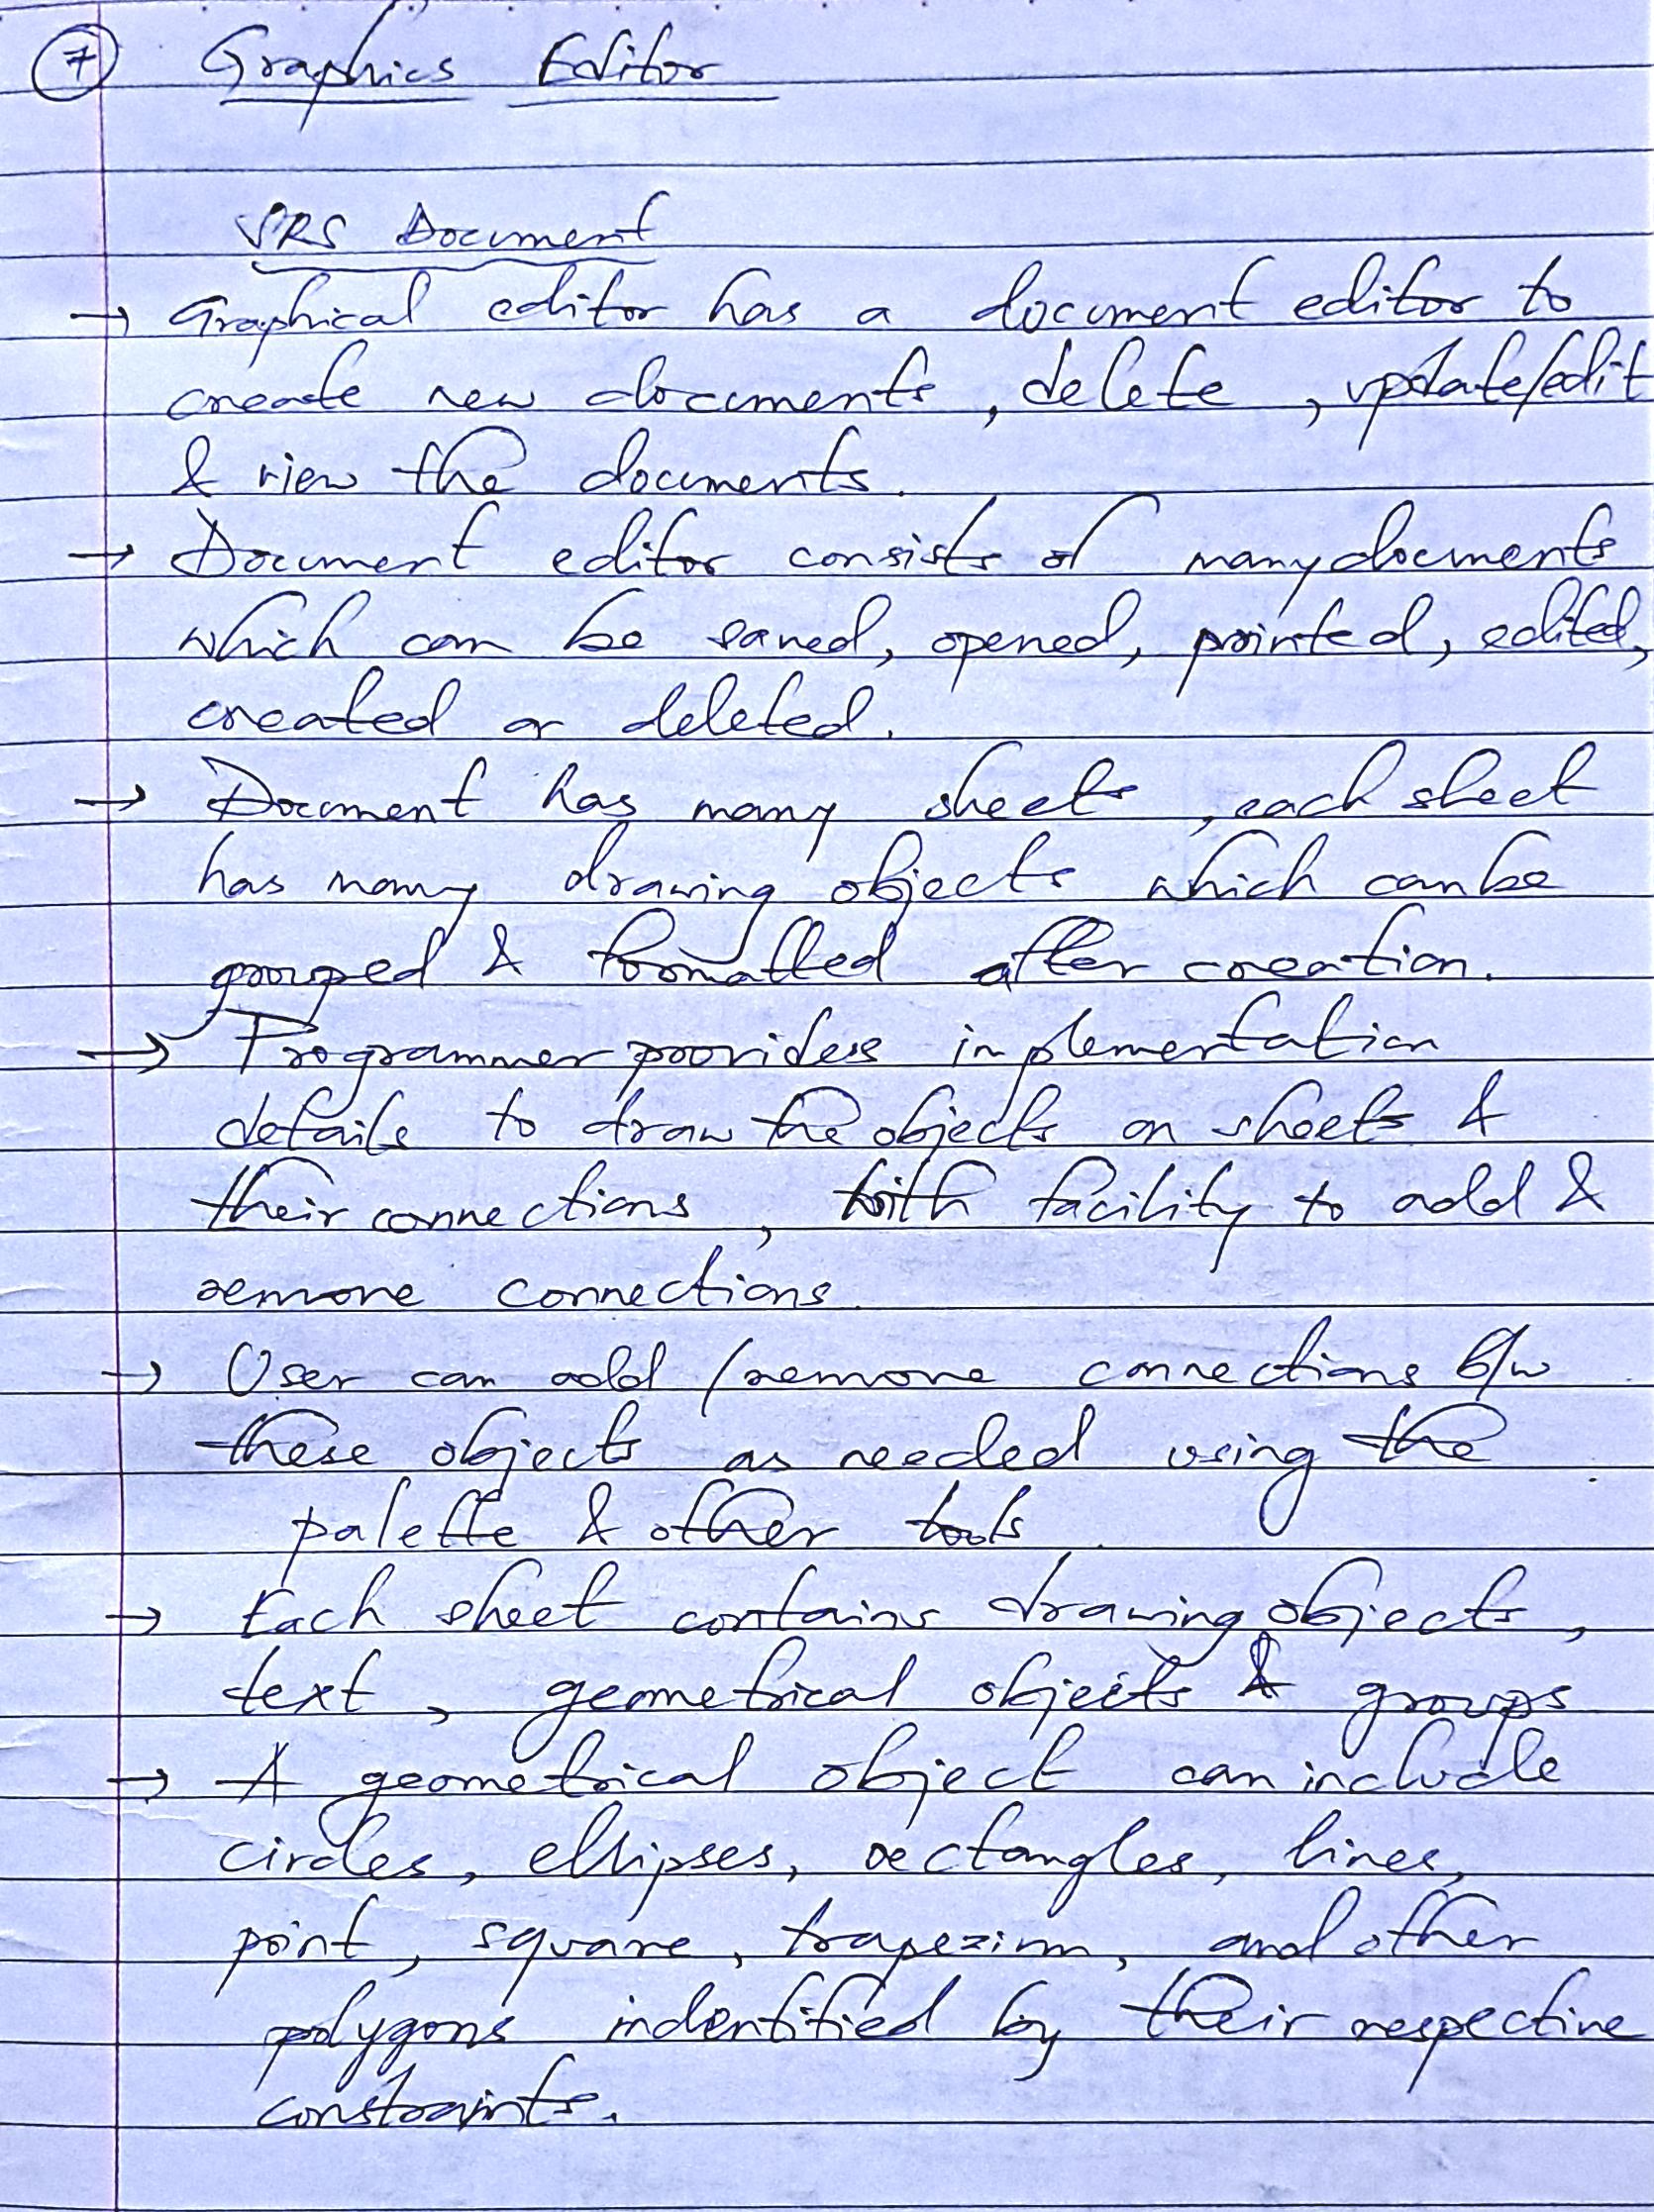 7 Graphics Editor
SRS Document
→ Graphical editor has a document editor to
create new documents, delete, update/edit
& view the documents.
→ Document editor consists of many documents
which can be saved, opened, printed, edited,
created or deleted.
→ Document has many sheets, each sheet
has many drawing objects which can be
grouped & formatted after creation.
→ Programmer provides implementation
details to draw the objects on sheets &
their connections, with facility to add &
remove connections.
→ User can add /remove connections b/w
these objects as needed using the
palette & other tools.
→ Each sheet contains drawing objects,
text, geometrical objects & groups
→ A geometrical object can include
circles, ellipses, rectangles, lines,
point, square, trapezium, and other
polygons indentified by their respective
constraints.